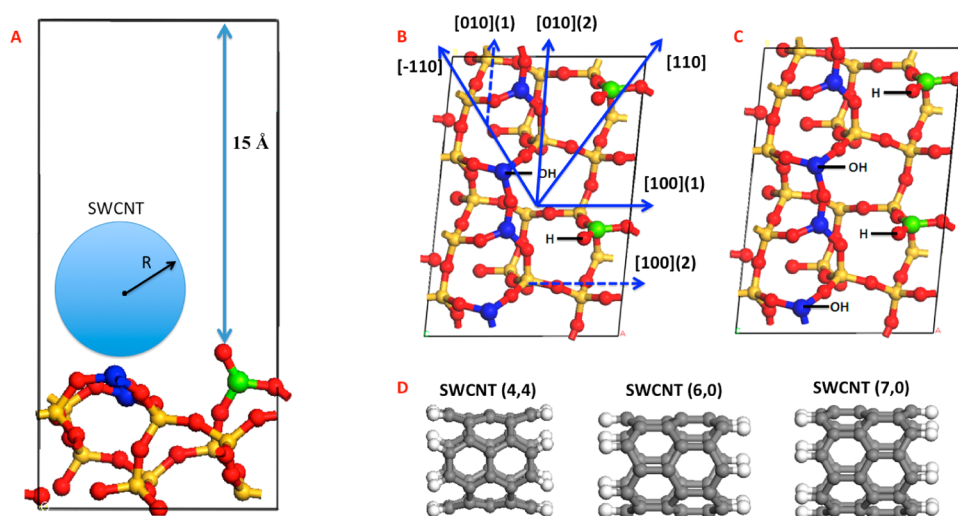 A
15 Å
SWCNT
R
B
[010](1)
[010](2)
[-110]
[110]
OH
[100](1)
H
[100](2)
A
C
H
OH
H
OH
A
D
SWCNT (4,4)
SWCNT (6,0)
SWCNT (7,0)